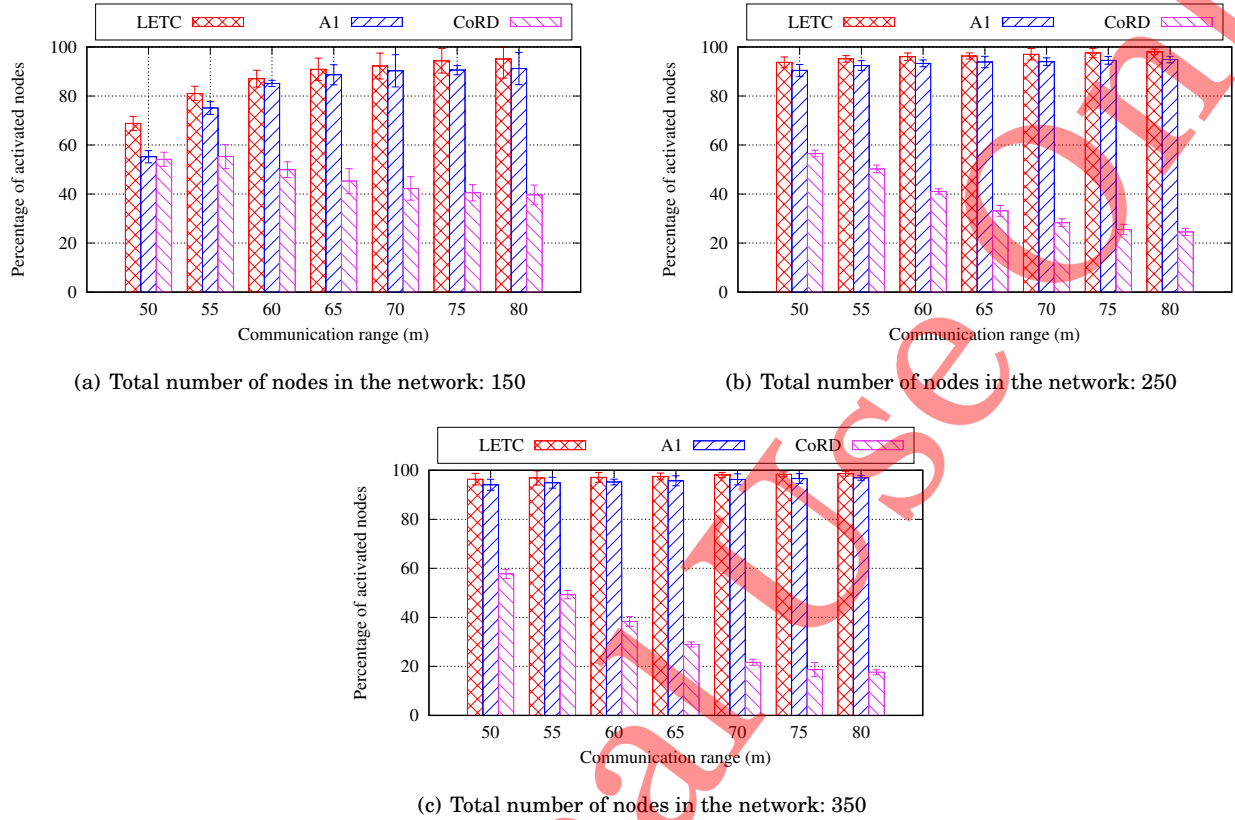 LETC A1 CoRD
100
80
60
40
20
0
Percentage of activated nodes
50 55 60 65 70 75 80
Communication range (m)
(a) Total number of nodes in the network: 150
LETC A1 CoRD
100
80
60
40
20
0
Percentage of activated nodes
50 55 60 65 70 75 80
Communication range (m)
(b) Total number of nodes in the network: 250
LETC A1 CoRD
100
80
60
40
20
0
Percentage of activated nodes
50 55 60 65 70 75 80
Communication range (m)
(c) Total number of nodes in the network: 350
Use